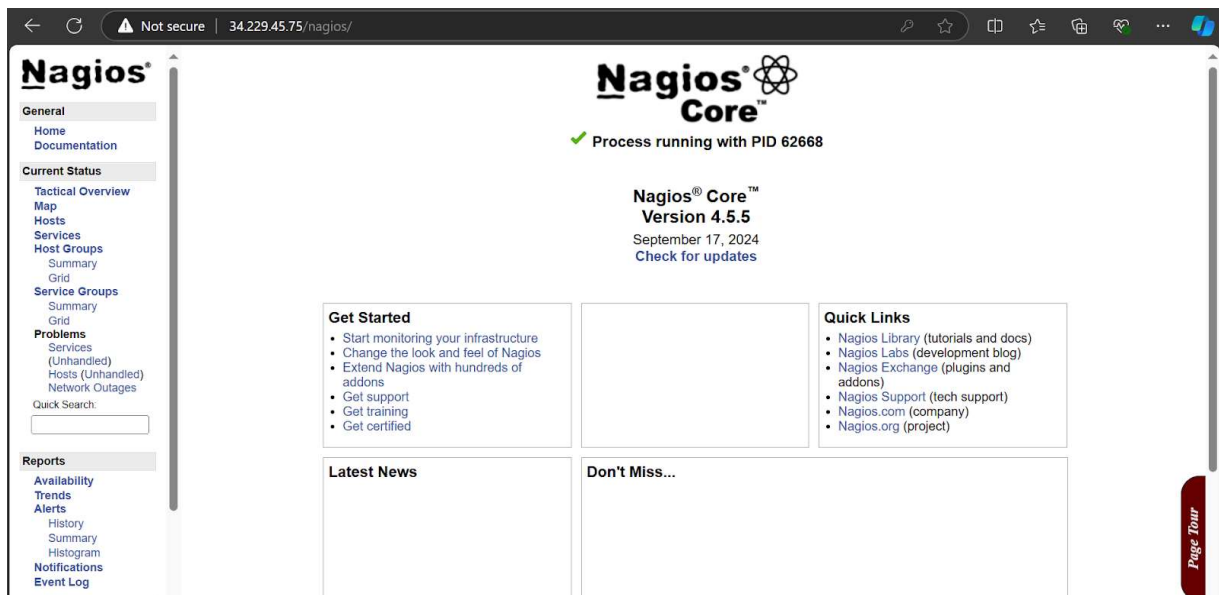 Not secure
34.229.45.75/nagios/
Nagios®
General
Home
Documentation
Current Status
Tactical Overview
Map
Hosts
Services
Host Groups
Summary
Grid
Service Groups
Summary
Grid
Problems
Services
(Unhandled)
Hosts (Unhandled)
Network Outages
Quick Search:
Reports
Availability
Trends
Alerts
History
Summary
Histogram
Notifications
Event Log
Nagios®
Core™
Process running with PID 62668
Nagios® Core™
Version 4.5.5
September 17, 2024
Check for updates
Get Started
• Start monitoring your infrastructure
• Change the look and feel of Nagios
• Extend Nagios with hundreds of
addons
• Get support
• Get training
• Get certified
Quick Links
• Nagios Library (tutorials and docs)
• Nagios Labs (development blog)
• Nagios Exchange (plugins and
addons)
• Nagios Support (tech support)
• Nagios.com (company)
• Nagios.org (project)
Latest News
Don't Miss...
Page Tour